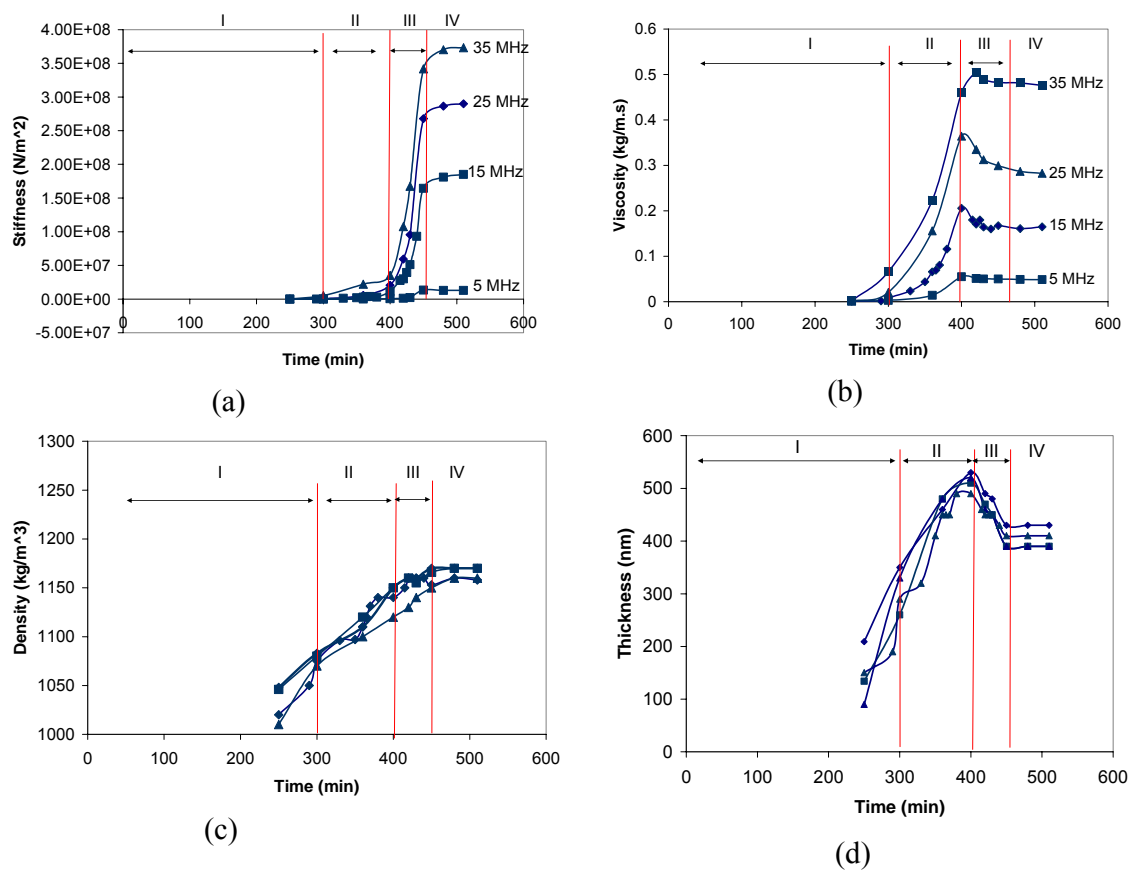 I II III IV
4.00E+08
3.50E+08
3.00E+08
2.50E+08
2.00E+08
1.50E+08
1.00E+08
5.00E+07
0.00E+00
-5.00E+07
Stiffness (N/m^2)
35 MHz
25 MHz
15 MHz
5 MHz
0 100 200 300 400 500 600
Time (min)
(a)
I II III IV
0.6
0.5
0.4
0.3
0.2
0.1
0
Viscosity (kg/m.s)
35 MHz
25 MHz
15 MHz
5 MHz
0 100 200 300 400 500 600
Time (min)
(b)
I II III IV
1300
1250
1200
1150
1100
1050
1000
Density (kg/m^3)
0 100 200 300 400 500 600
Time (min)
(c)
I II III IV
600
500
400
300
200
100
0
Thickness (nm)
0 100 200 300 400 500 600
Time (min)
(d)